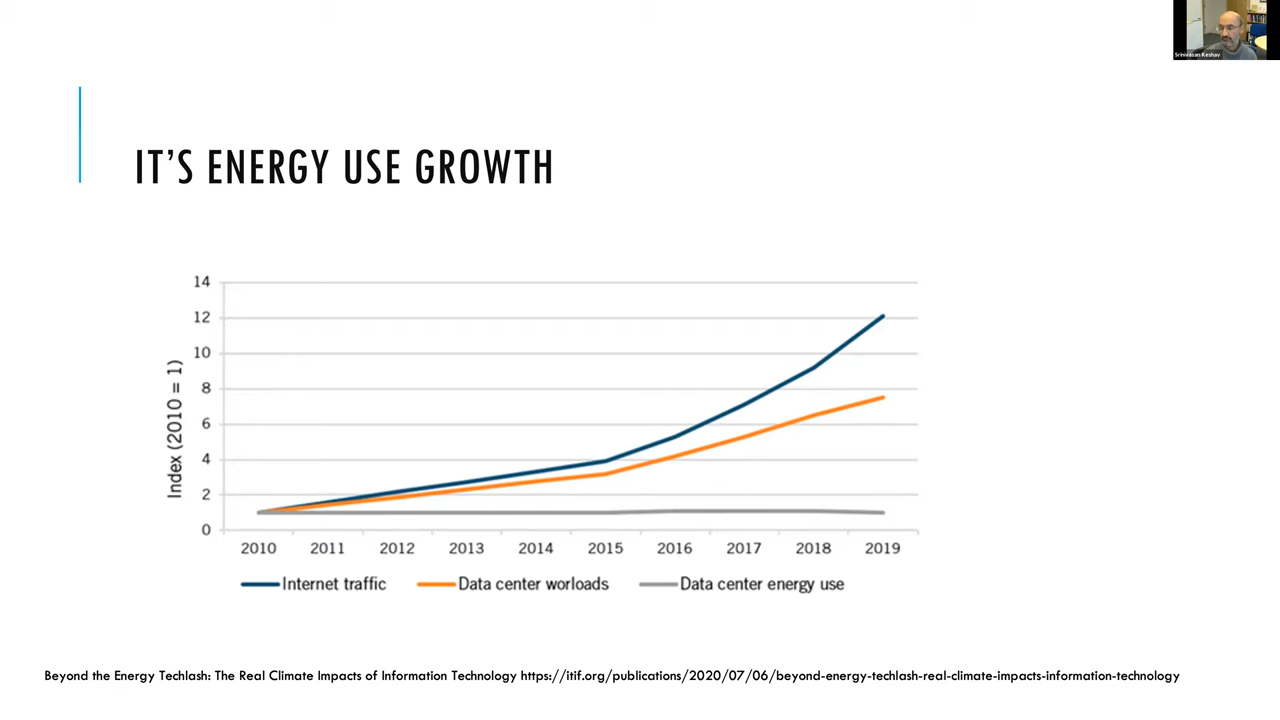 Srinivasan Keshav
IT'S ENERGY USE GROWTH
14
12
10
8
6
4
2
0
Index (2010 = 1)
2010 2011 2012 2013 2014 2015 2016 2017 2018 2019
Internet traffic Data center worloads Data center energy use
Beyond the Energy Techlash: The Real Climate Impacts of Information Technology https://itif.org/publications/2020/07/06/beyond-energy-techlash-real-climate-impacts-information-technology